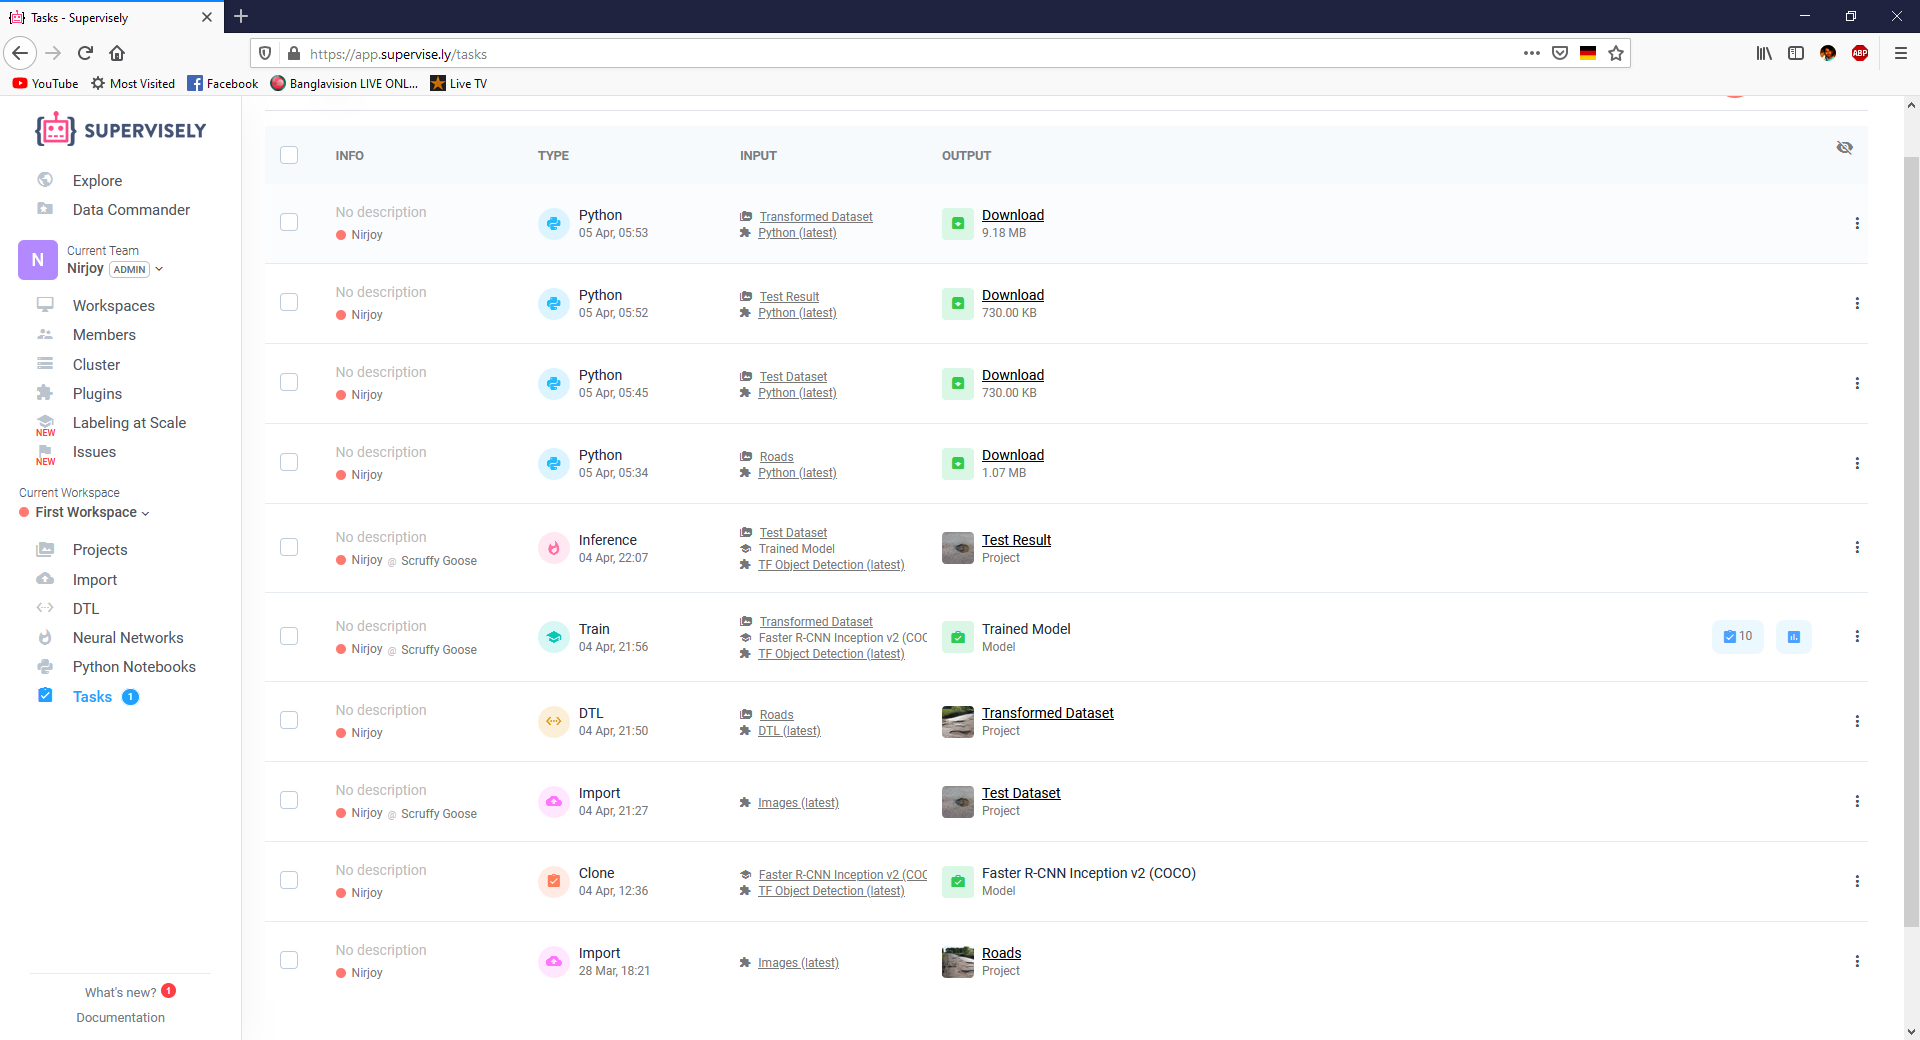 Tasks - Supervisely
https://app.supervise.ly/tasks
YouTube Most Visited Facebook Banglavision LIVE ONL... Live TV
SUPERVISELY
Explore
Data Commander
N
Current Team
Nirjoy ADMIN
Workspaces
Members
Cluster
Plugins
Labeling at Scale
NEW
Issues
NEW
Current Workspace
First Workspace
Projects
Import
DTL
Neural Networks
Python Notebooks
Tasks 1
What's new? 1
Documentation
INFO TYPE INPUT OUTPUT
No description
Nirjoy
Python
05 Apr, 05:53
Transformed Dataset
Python (latest)
Download
9.18 MB
No description
Nirjoy
Python
05 Apr, 05:52
Test Result
Python (latest)
Download
730.00 KB
No description
Nirjoy
Python
05 Apr, 05:45
Test Dataset
Python (latest)
Download
730.00 KB
No description
Nirjoy
Python
05 Apr, 05:34
Roads
Python (latest)
Download
1.07 MB
No description
Nirjoy @ Scruffy Goose
Inference
04 Apr, 22:07
Test Dataset
Trained Model
TF Object Detection (latest)
Test Result
Project
No description
Nirjoy @ Scruffy Goose
Train
04 Apr, 21:56
Transformed Dataset
Faster R-CNN Inception v2 (COC
TF Object Detection (latest)
Trained Model
Model
10
No description
Nirjoy
DTL
04 Apr, 21:50
Roads
DTL (latest)
Transformed Dataset
Project
No description
Nirjoy @ Scruffy Goose
Import
04 Apr, 21:27
Images (latest)
Test Dataset
Project
No description
Nirjoy
Clone
04 Apr, 12:36
Faster R-CNN Inception v2 (COC
TF Object Detection (latest)
Faster R-CNN Inception v2 (COCO)
Model
No description
Nirjoy
Import
28 Mar, 18:21
Images (latest)
Roads
Project
ABP